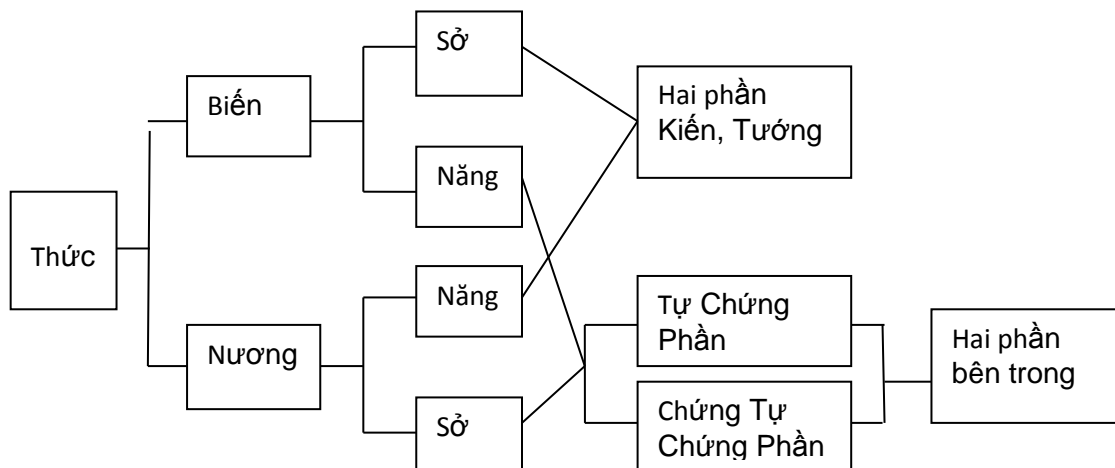 Sở
Biến
Hai phần
Kiến, Tướng
Năng
Thức
Năng
Tự Chứng
Phần
Hai phần
bên trong
Nương
Sở
Chứng Tự
Chứng Phần